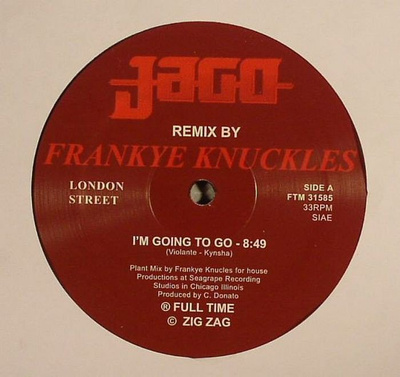 JAGO
REMIX BY
FRANKYE KNUCKLES
LONDON
STREET
SIDE A
FTM 31585
33RPM
SIAE
I'M GOING TO GO - 8:49
(Violante - Kynsha)
Plant Mix by Frankye Knucles for house
Productions at Seagrape Recording
Studios in Chicago Illinois
Produced by C. Donato
® FULL TIME
© ZIG ZAG